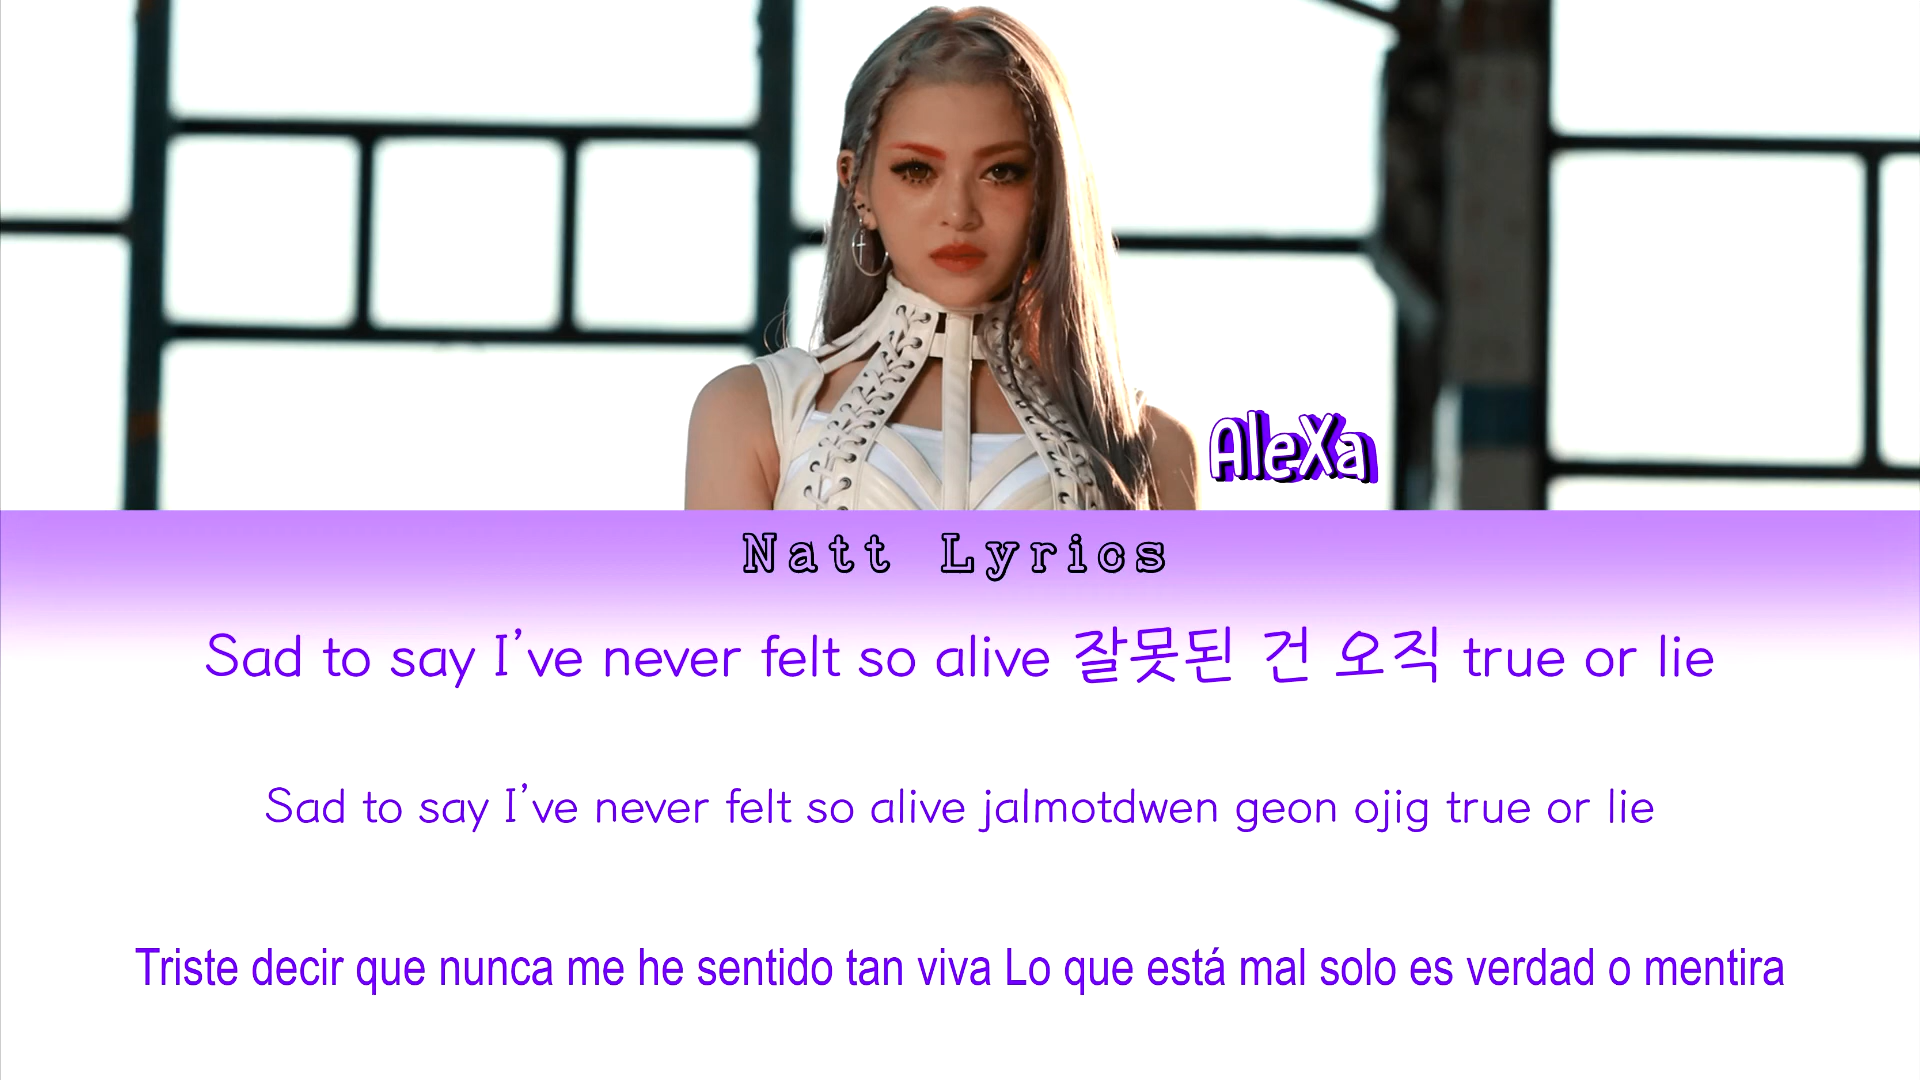 AleXa
Natt Lyrics
Sad to say I've never felt so alive 잘못된 건 오직 true or lie
Sad to say I've never felt so alive jalmotdwen geon ojig true or lie
Triste decir que nunca me he sentido tan viva Lo que está mal solo es verdad o mentira